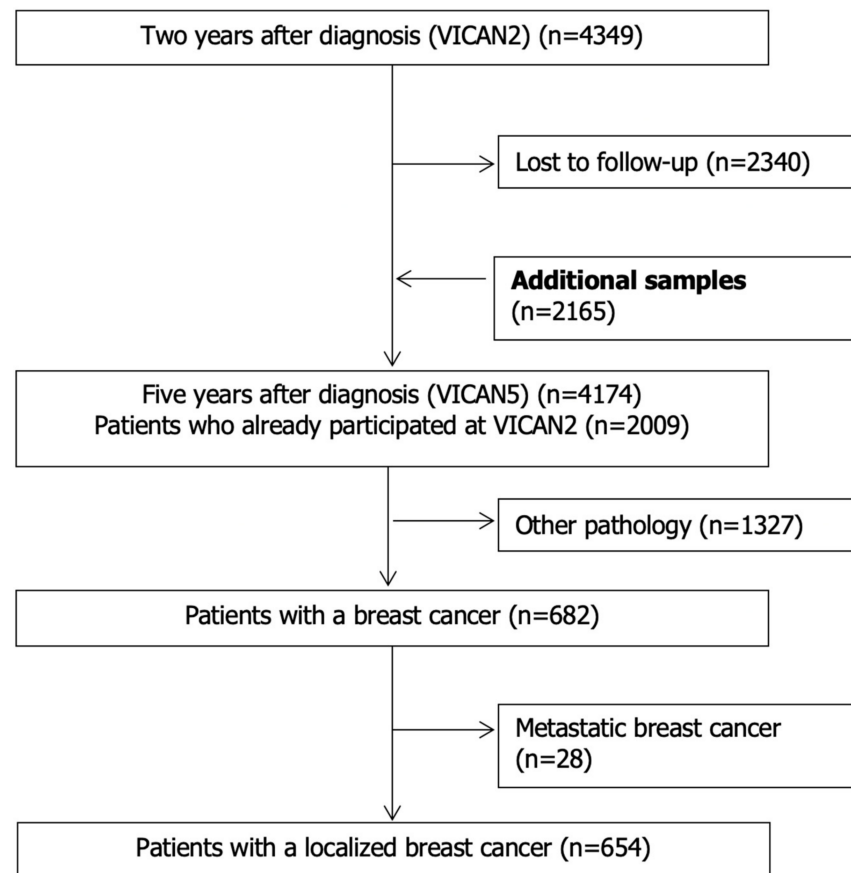 Two years after diagnosis (VICAN2) (n=4349)
Lost to follow-up (n=2340)
Additional samples
(n=2165)
Five years after diagnosis (VICAN5) (n=4174)
Patients who already participated at VICAN2 (n=2009)
Other pathology (n=1327)
Patients with a breast cancer (n=682)
Metastatic breast cancer
(n=28)
Patients with a localized breast cancer (n=654)